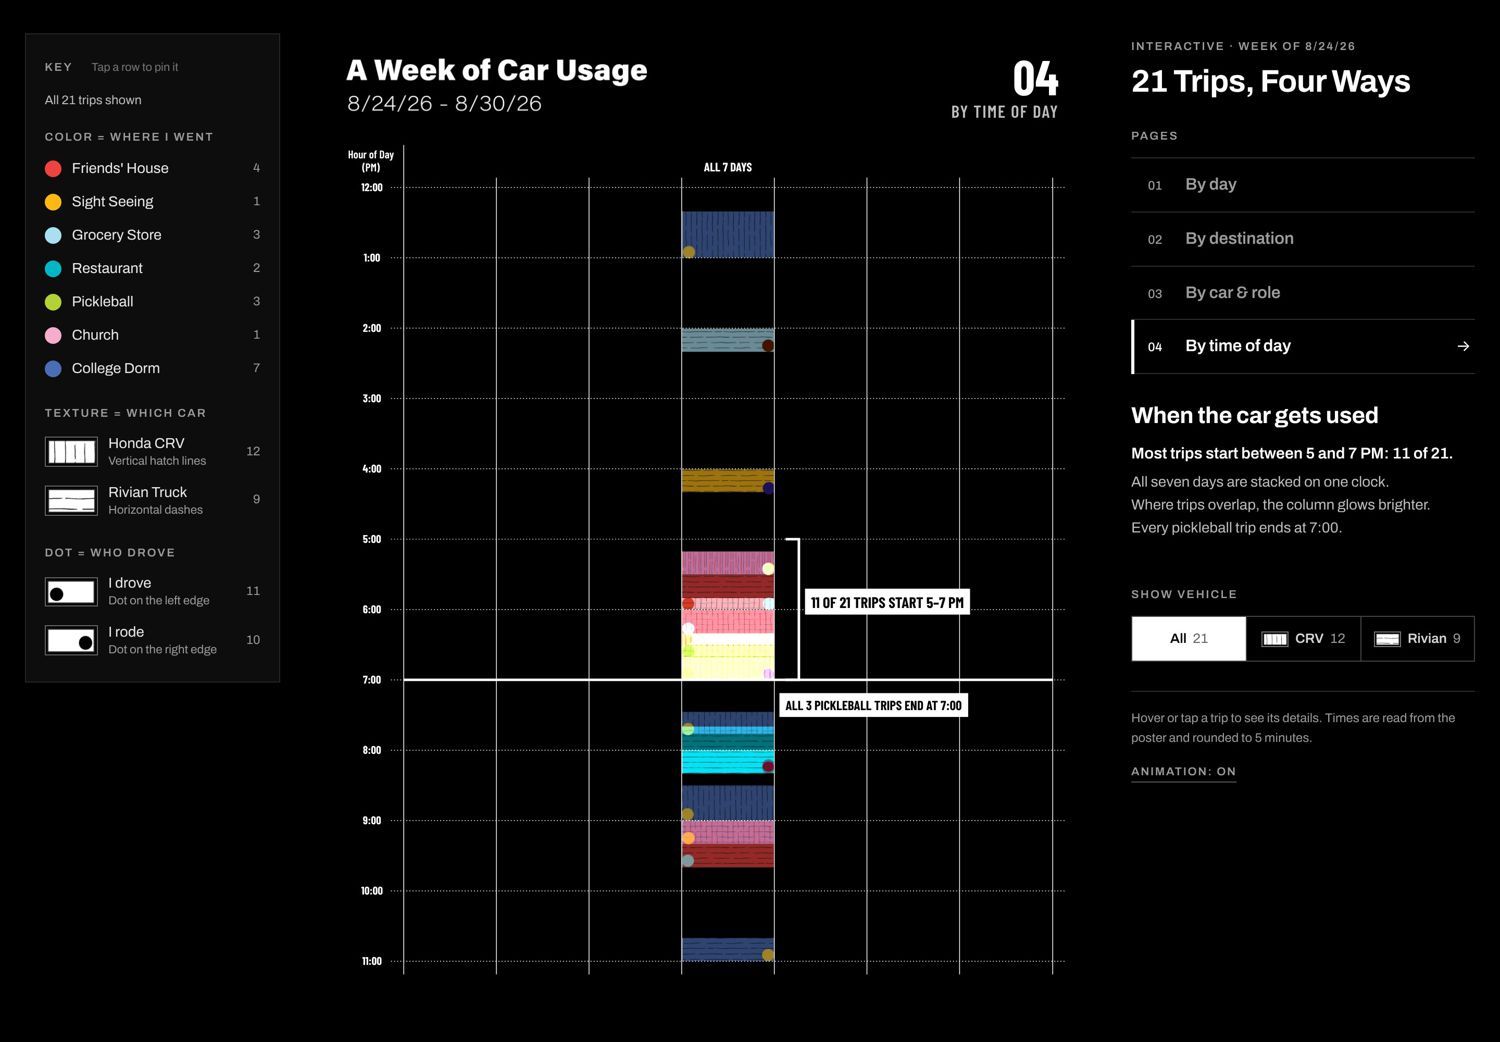 KEY Tap a row to pin it
All 21 trips shown
COLOR = WHERE I WENT
Friends' House 4
Sight Seeing 1
Grocery Store 3
Restaurant 2
Pickleball 3
Church 1
College Dorm 7
TEXTURE = WHICH CAR
Honda CRV 12
Vertical hatch lines
Rivian Truck 9
Horizontal dashes
DOT = WHO DROVE
I drove 11
Dot on the left edge
I rode 10
Dot on the right edge
A Week of Car Usage
8/24/26 - 8/30/26
04
BY TIME OF DAY
Hour of Day
(PM)
ALL 7 DAYS
12:00
1:00
2:00
3:00
4:00
5:00
6:00
11 OF 21 TRIPS START 5–7 PM
7:00
ALL 3 PICKLEBALL TRIPS END AT 7:00
8:00
9:00
10:00
11:00
INTERACTIVE · WEEK OF 8/24/26
21 Trips, Four Ways
PAGES
01 By day
02 By destination
03 By car & role
04 By time of day →
When the car gets used
Most trips start between 5 and 7 PM: 11 of 21.
All seven days are stacked on one clock.
Where trips overlap, the column glows brighter.
Every pickleball trip ends at 7:00.
SHOW VEHICLE
All 21 CRV 12 Rivian 9
Hover or tap a trip to see its details. Times are read from the
poster and rounded to 5 minutes.
ANIMATION: ON